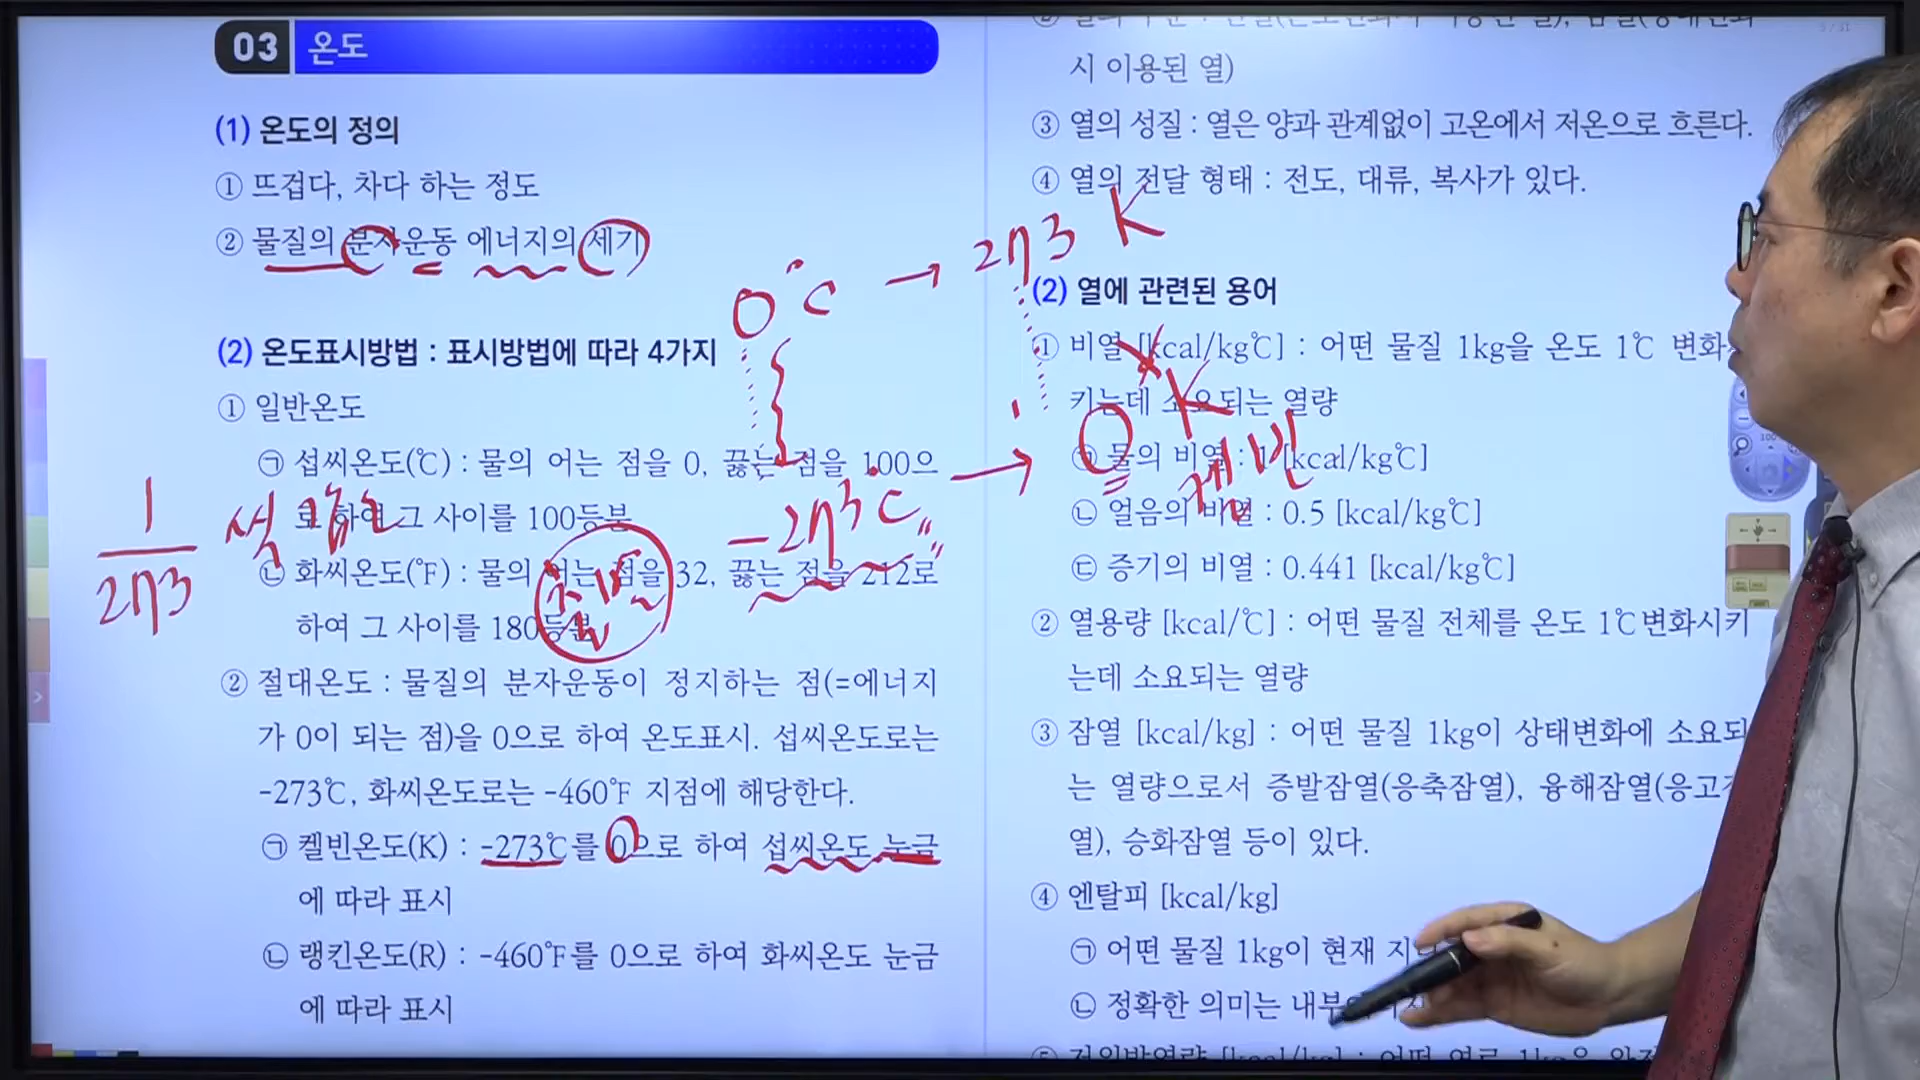 03 온도
(1) 온도의 정의
① 뜨겁다, 차다 하는 정도
② 물질의 분자운동 에너지의 세기
(2) 온도표시방법 : 표시방법에 따라 4가지
① 일반온도
㉠ 섭씨온도(℃) : 물의 어는 점을 0, 끓는 점을 100으
로 하여 그 사이를 100등분
㉡ 화씨온도(℉) : 물의 어는 점을 32, 끓는 점을 212로
하여 그 사이를 180등분
② 절대온도 : 물질의 분자운동이 정지하는 점(=에너지
가 0이 되는 점)을 0으로 하여 온도표시. 섭씨온도로는
-273℃, 화씨온도로는 -460℉ 지점에 해당한다.
㉠ 켈빈온도(K) : -273℃를 0으로 하여 섭씨온도 눈금
에 따라 표시
㉡ 랭킨온도(R) : -460℉를 0으로 하여 화씨온도 눈금
에 따라 표시
0℃ → 273 K
-273℃ → 0 K
켈빈
1
273
시 이용된 열)
③ 열의 성질 : 열은 양과 관계없이 고온에서 저온으로 흐른다.
④ 열의 전달 형태 : 전도, 대류, 복사가 있다.
(2) 열에 관련된 용어
① 비열 [kcal/kg℃] : 어떤 물질 1kg을 온도 1℃ 변화
키는데 소요되는 열량
㉠ 물의 비열 : 1 [kcal/kg℃]
㉡ 얼음의 비열 : 0.5 [kcal/kg℃]
㉢ 증기의 비열 : 0.441 [kcal/kg℃]
② 열용량 [kcal/℃] : 어떤 물질 전체를 온도 1℃변화시키
는데 소요되는 열량
③ 잠열 [kcal/kg] : 어떤 물질 1kg이 상태변화에 소요되
는 열량으로서 증발잠열(응축잠열), 융해잠열(응고잠
열), 승화잠열 등이 있다.
④ 엔탈피 [kcal/kg]
㉠ 어떤 물질 1kg이 현재
㉡ 정확한 의미는